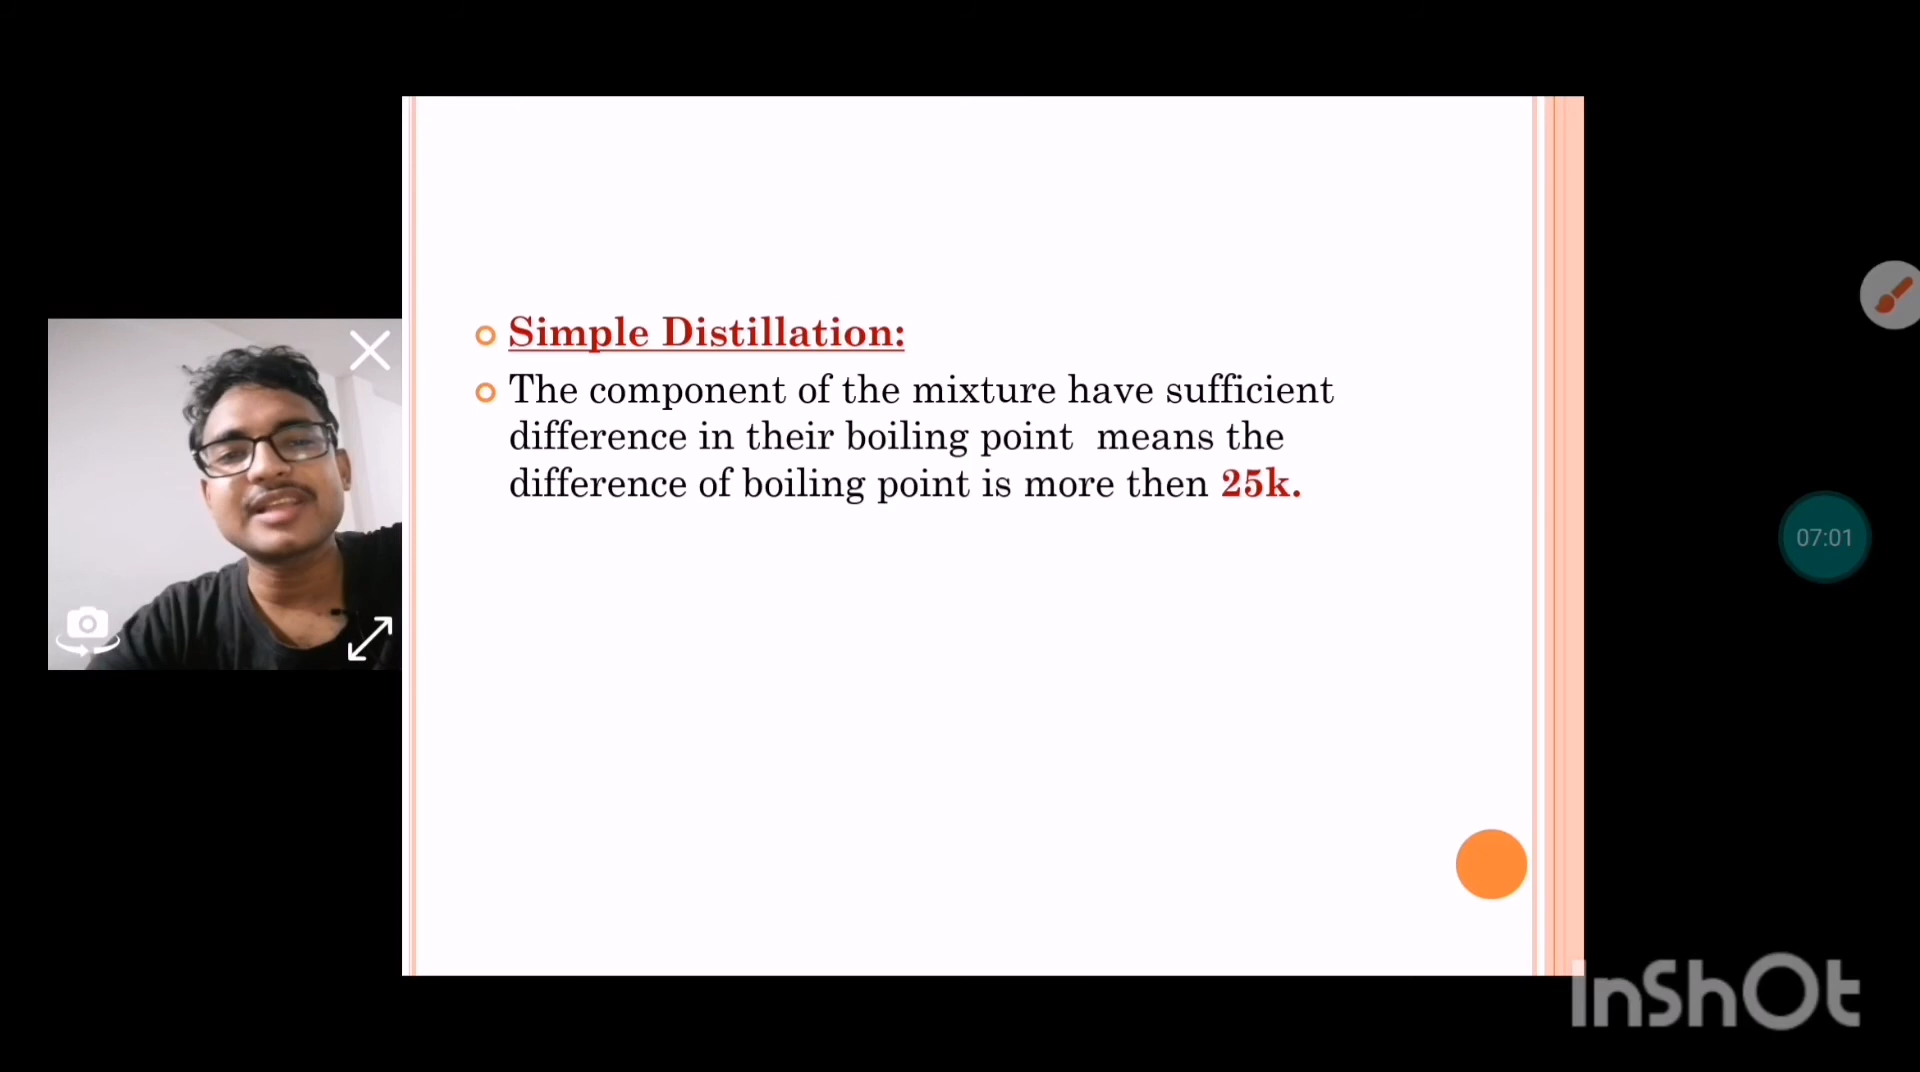 Simple Distillation:
The component of the mixture have sufficient
difference in their boiling point  means the
difference of boiling point is more then 25k.
07:01
InShOt